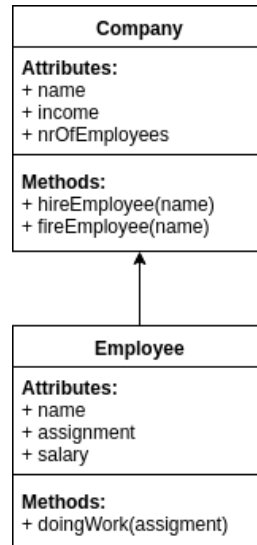 Company
Attributes:
+ name
+ income
+ nrOfEmployees
Methods:
+ hireEmployee(name)
+ fireEmployee(name)
Employee
Attributes:
+ name
+ assignment
+ salary
Methods:
+ doingWork(assigment)